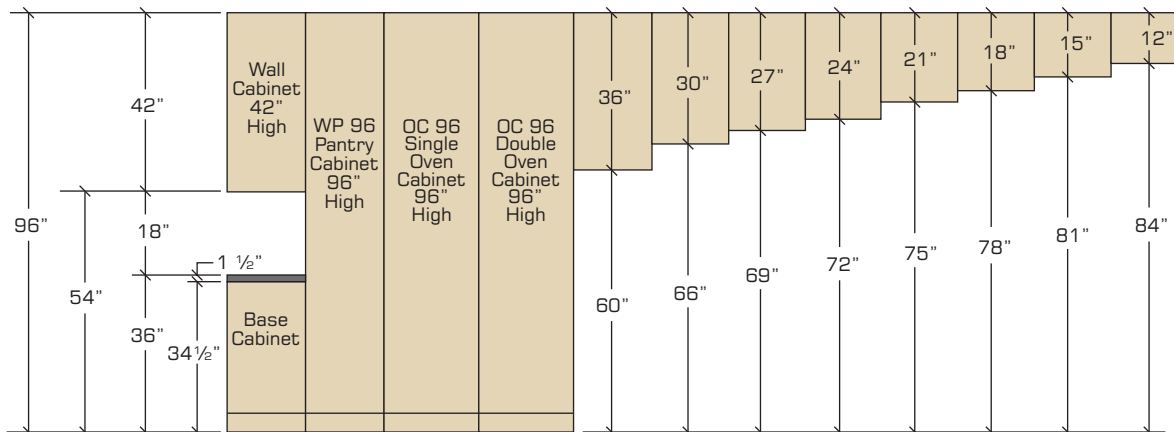 96”
42”
18”
1 ½”
54”
36”
34 ½”
Wall
Cabinet
42”
High
Base
Cabinet
WP 96
Pantry
Cabinet
96”
High
OC 96
Single
Oven
Cabinet
96”
High
OC 96
Double
Oven
Cabinet
96”
High
36”
60”
30”
66”
27”
69”
24”
72”
21”
75”
18”
78”
15”
81”
12”
84”